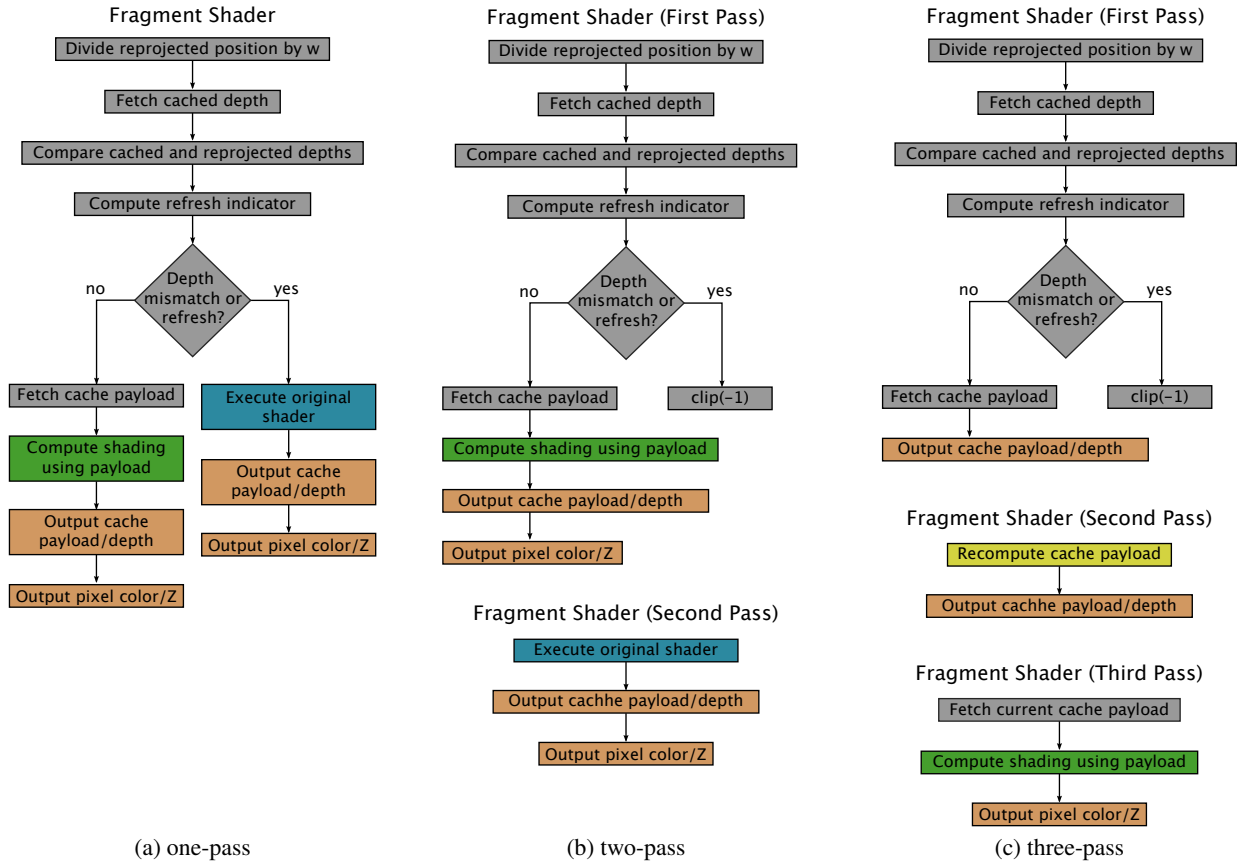 Fragment Shader
Divide reprojected position by w
Fetch cached depth
Compare cached and reprojected depths
Compute refresh indicator
Depth
mismatch or
refresh?
no
yes
Fetch cache payload
Compute shading
using payload
Output cache
payload/depth
Output pixel color/Z
Execute original
shader
Output cache
payload/depth
Output pixel color/Z
(a) one-pass
Fragment Shader (First Pass)
Divide reprojected position by w
Fetch cached depth
Compare cached and reprojected depths
Compute refresh indicator
Depth
mismatch or
refresh?
no
yes
Fetch cache payload
clip(-1)
Compute shading using payload
Output cache payload/depth
Output pixel color/Z
Fragment Shader (Second Pass)
Execute original shader
Output cachhe payload/depth
Output pixel color/Z
(b) two-pass
Fragment Shader (First Pass)
Divide reprojected position by w
Fetch cached depth
Compare cached and reprojected depths
Compute refresh indicator
Depth
mismatch or
refresh?
no
yes
Fetch cache payload
clip(-1)
Output cache payload/depth
Fragment Shader (Second Pass)
Recompute cache payload
Output cachhe payload/depth
Fragment Shader (Third Pass)
Fetch current cache payload
Compute shading using payload
Output pixel color/Z
(c) three-pass